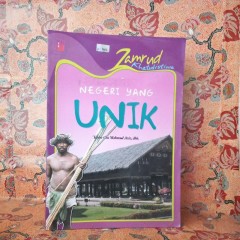 Zamrud
Khatulistiwa
NEGERI YANG
UNIK